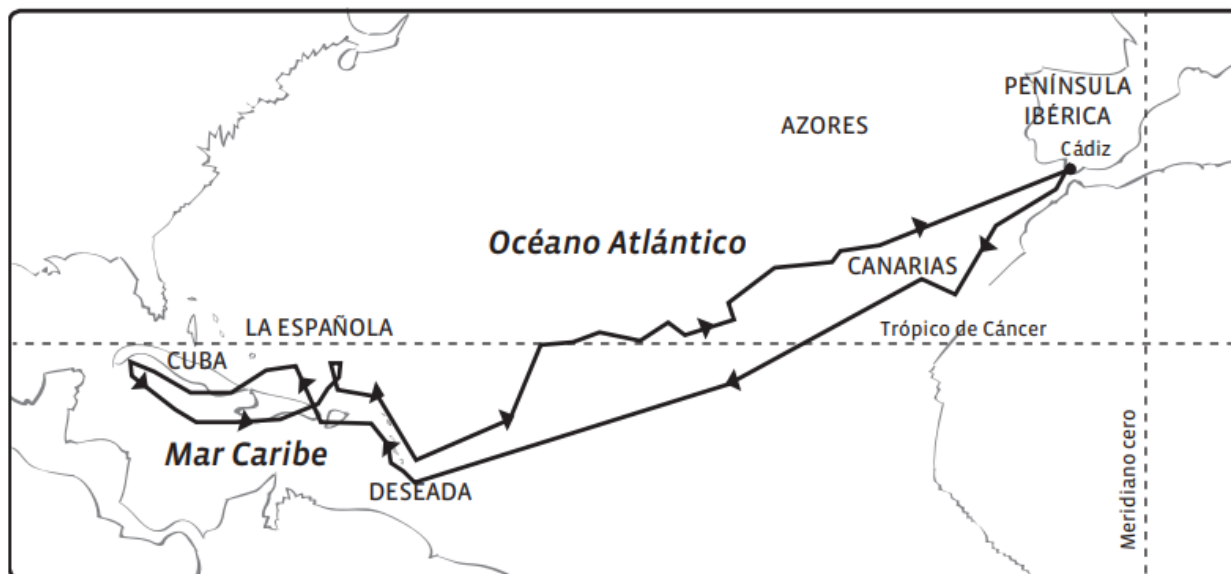 PENÍNSULA
IBÉRICA
AZORES
Cádiz
Océano Atlántico
CANARIAS
LA ESPAÑOLA
Trópico de Cáncer
CUBA
Mar Caribe
DESEADA
Meridiano cero